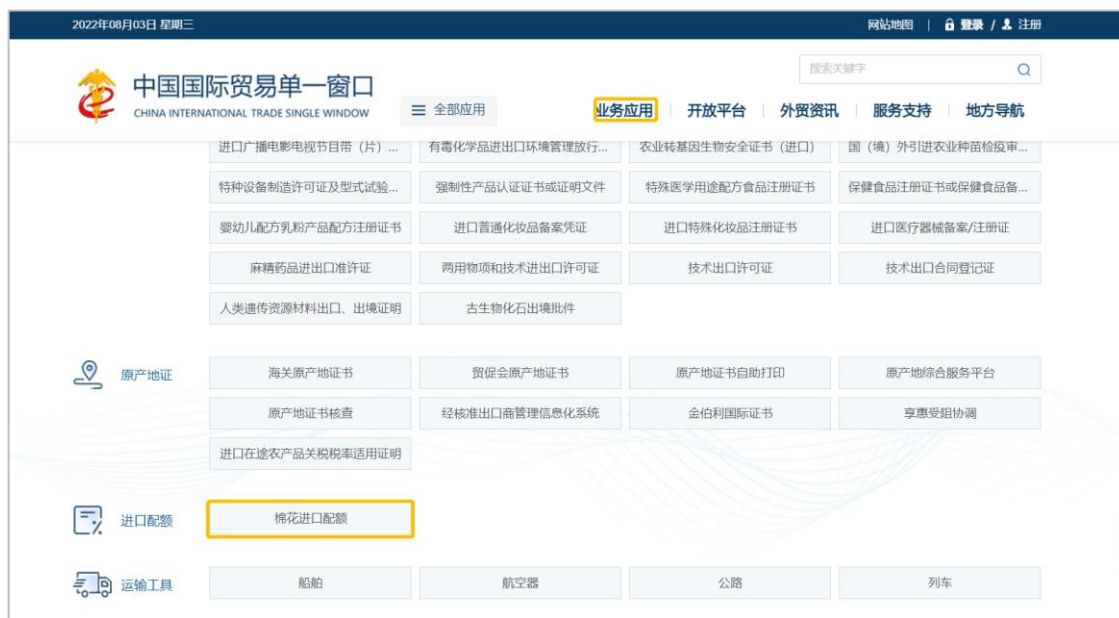 2022年08月03日 星期三 网站地图 | 登录 / 注册
中国国际贸易单一窗口
CHINA INTERNATIONAL TRADE SINGLE WINDOW
搜索关键字
全部应用 业务应用 开放平台 外贸资讯 服务支持 地方导航
进口广播电影电视节目带（片）... 有毒化学品进出口环境管理放行... 农业转基因生物安全证书（进口） 国（境）外引进农业种苗检疫审...
特种设备制造许可证及型式试验... 强制性产品认证证书或证明文件 特殊医学用途配方食品注册证书 保健食品注册证书或保健食品备...
婴幼儿配方乳粉产品配方注册证书 进口普通化妆品备案凭证 进口特殊化妆品注册证书 进口医疗器械备案/注册证
麻精药品进出口准许证 两用物项和技术进出口许可证 技术出口许可证 技术出口合同登记证
人类遗传资源材料出口、出境证明 古生物化石出境批件
原产地证 海关原产地证书 贸促会原产地证书 原产地证书自助打印 原产地综合服务平台
原产地证书核查 经核准出口商管理信息化系统 金伯利国际证书 享惠受阻协调
进口在途农产品关税税率适用证明
进口配额 棉花进口配额
运输工具 船舶 航空器 公路 列车